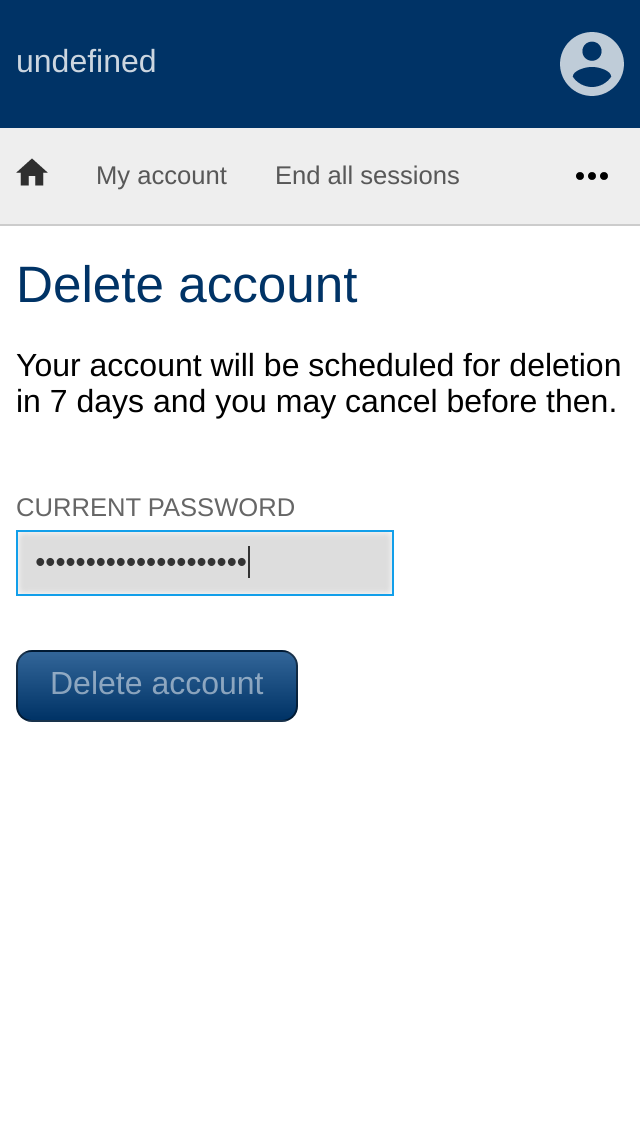 undefined
My account End all sessions •••
Delete account
Your account will be scheduled for deletion
in 7 days and you may cancel before then.
CURRENT PASSWORD
•••••••••••••••••••••
Delete account